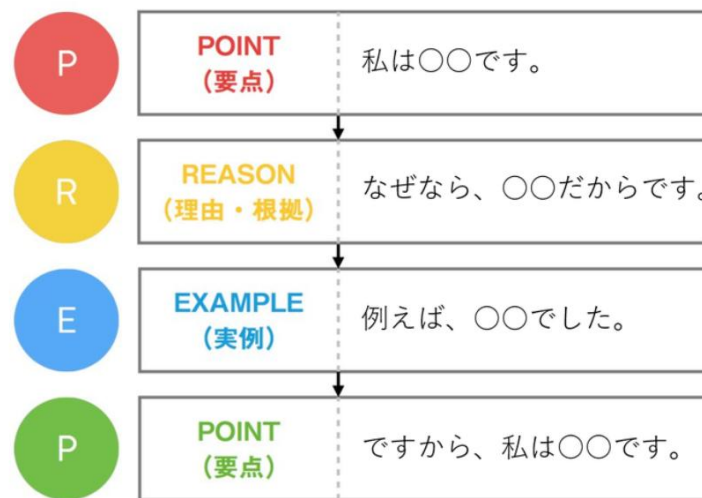 P
POINT
(要点)
私は〇〇です。
R
REASON
(理由・根拠)
なぜなら、〇〇だからです。
E
EXAMPLE
(実例)
例えば、〇〇でした。
P
POINT
(要点)
ですから、私は〇〇です。